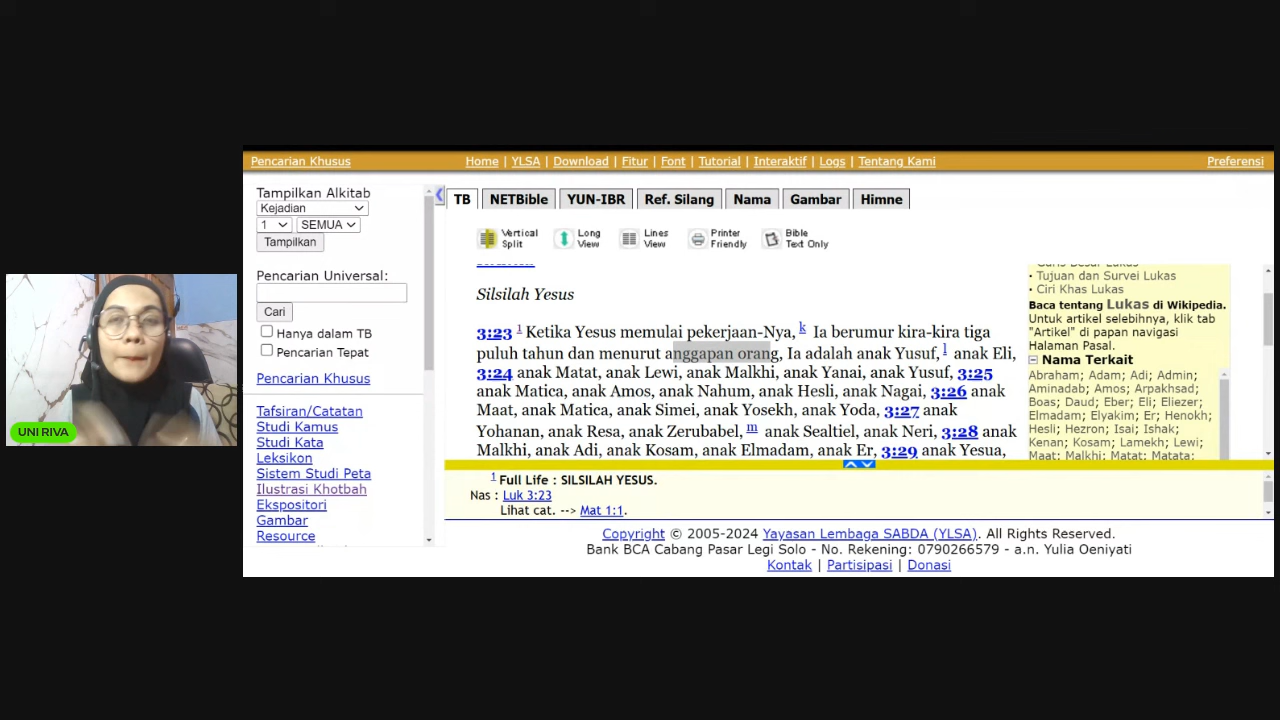 Pencarian Khusus
Home | YLSA | Download | Fitur | Font | Tutorial | Interaktif | Logs | Tentang Kami
Preferensi
Tampilkan Alkitab
Kejadian
1 SEMUA
Tampilkan
Pencarian Universal:
Cari
Hanya dalam TB
Pencarian Tepat
Pencarian Khusus
Tafsiran/Catatan
Studi Kamus
Studi Kata
Leksikon
Sistem Studi Peta
Ilustrasi Khotbah
Ekspositori
Gambar
Resource
UNI RIVA
TB NETBible YUN-IBR Ref. Silang Nama Gambar Himne
Vertical Split
Long View
Lines View
Printer Friendly
Bible Text Only
Silsilah Yesus
3:23 1 Ketika Yesus memulai pekerjaan-Nya, k Ia berumur kira-kira tiga
puluh tahun dan menurut anggapan orang, Ia adalah anak Yusuf, l anak Eli,
3:24 anak Matat, anak Lewi, anak Malkhi, anak Yanai, anak Yusuf, 3:25
anak Matica, anak Amos, anak Nahum, anak Hesli, anak Nagai, 3:26 anak
Maat, anak Matica, anak Simei, anak Yosekh, anak Yoda, 3:27 anak
Yohanan, anak Resa, anak Zerubabel, m anak Sealtiel, anak Neri, 3:28 anak
Malkhi, anak Adi, anak Kosam, anak Elmadam, anak Er, 3:29 anak Yesua,
Garis Besar Lukas
• Tujuan dan Survei Lukas
• Ciri Khas Lukas
Baca tentang Lukas di Wikipedia.
Untuk artikel selebihnya, klik tab
"Artikel" di papan navigasi
Halaman Pasal.
Nama Terkait
Abraham; Adam; Adi; Admin;
Aminadab; Amos; Arpakhsad;
Boas; Daud; Eber; Eli; Eliezer;
Elmadam; Elyakim; Er; Henokh;
Hesli; Hezron; Isai; Ishak;
Kenan; Kosam; Lamekh; Lewi;
Maat; Malkhi; Matat; Matata;
1 Full Life : SILSILAH YESUS.
Nas : Luk 3:23
Lihat cat. --> Mat 1:1.
Copyright © 2005-2024 Yayasan Lembaga SABDA (YLSA). All Rights Reserved.
Bank BCA Cabang Pasar Legi Solo - No. Rekening: 0790266579 - a.n. Yulia Oeniyati
Kontak | Partisipasi | Donasi